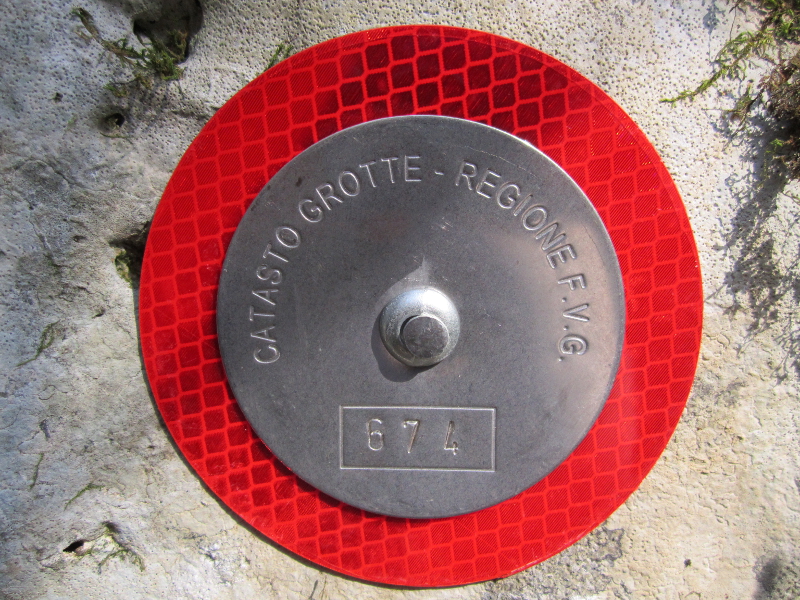 CATASTO GROTTE - REGIONE F.V.G.
674